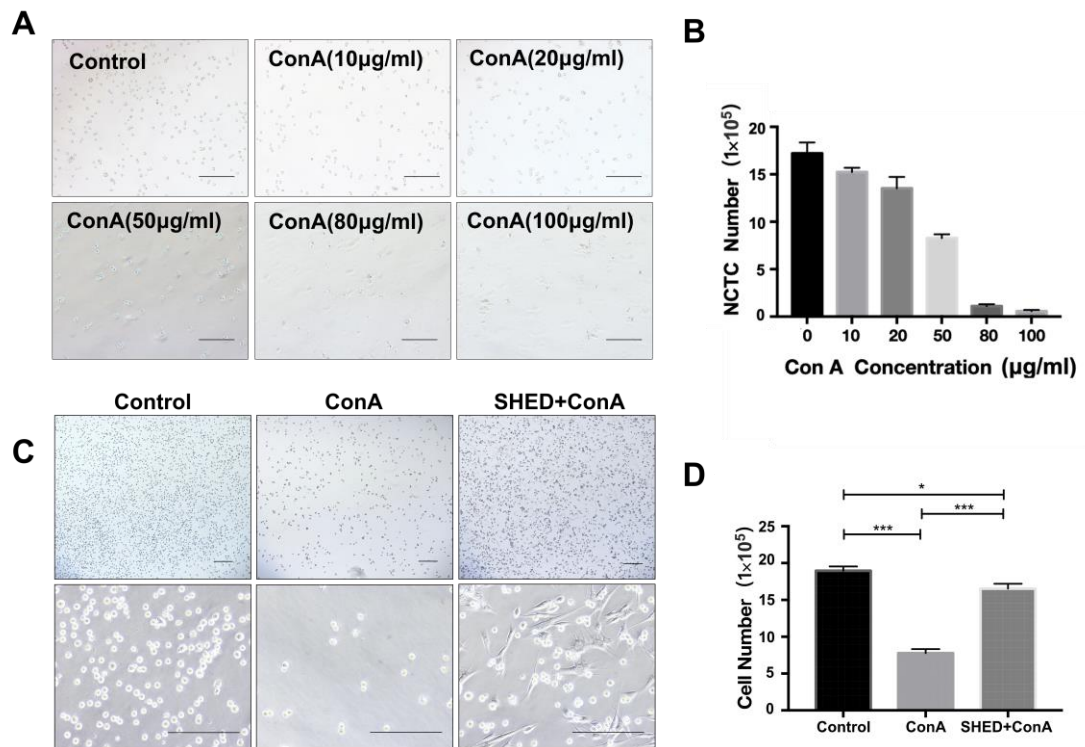 A
Control
ConA(10μg/ml)
ConA(20μg/ml)
ConA(50μg/ml)
ConA(80μg/ml)
ConA(100μg/ml)
B
NCTC Number (1×10⁵)
20
15
10
5
0
0 10 20 50 80 100
Con A Concentration (μg/ml)
C
Control ConA SHED+ConA
D
*
*** ***
Cell Number (1×10⁵)
25
20
15
10
5
0
Control ConA SHED+ConA